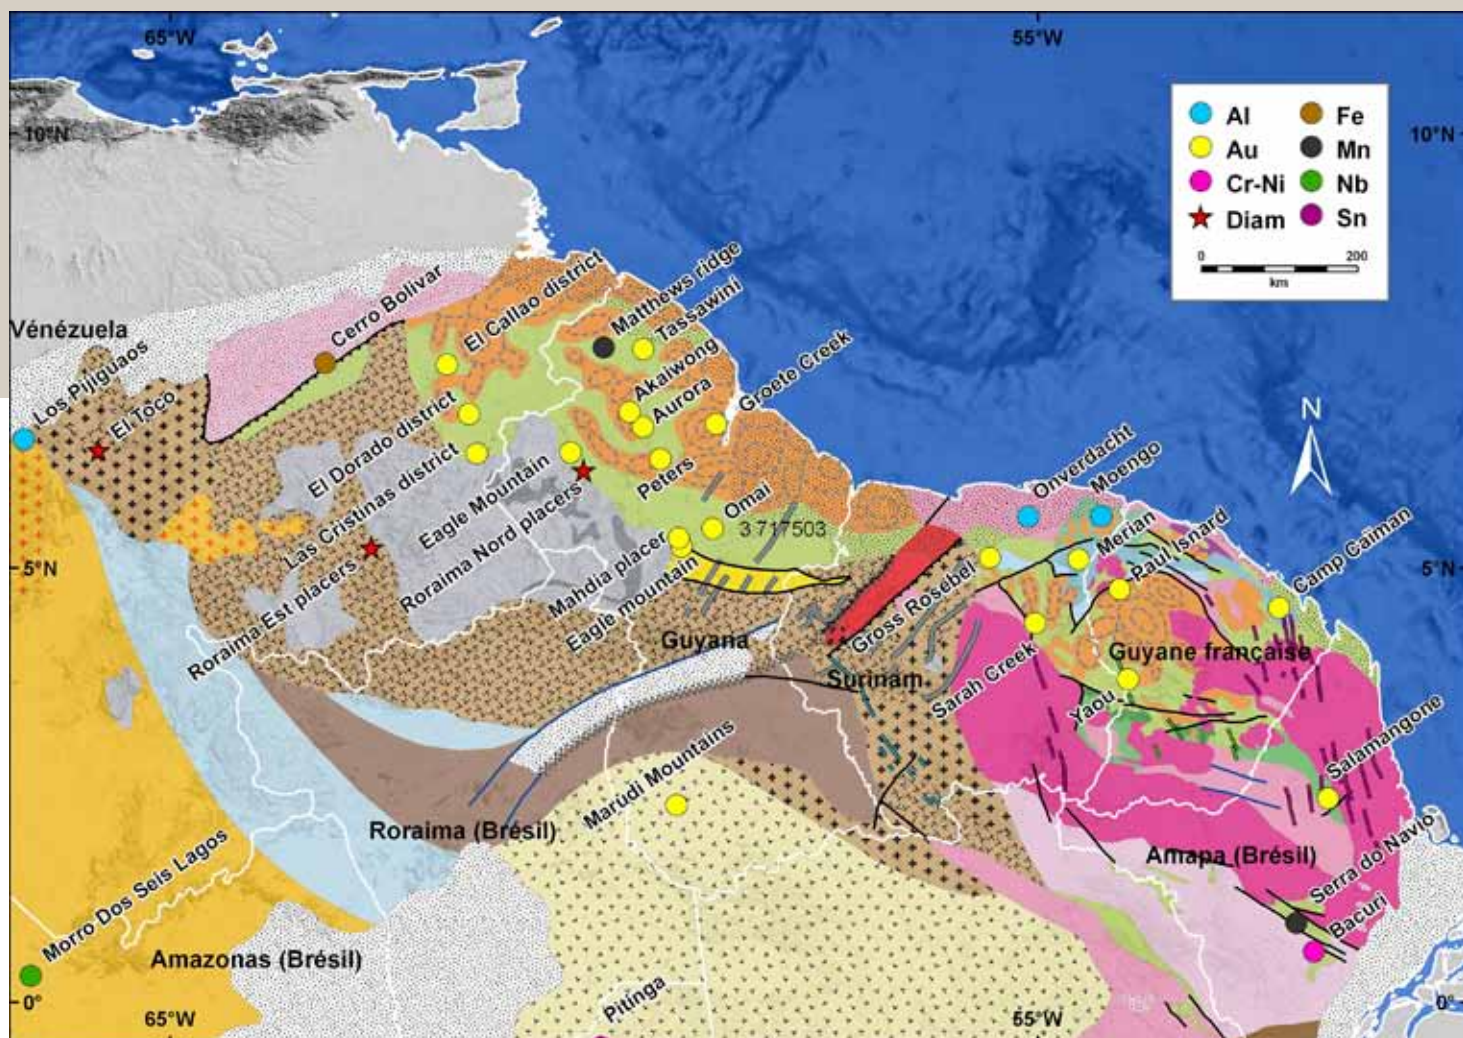 65°W
55°W
10°N
10°N
Al
Fe
Au
Mn
Cr-Ni
Nb
Diam
Sn
0
200
km
N
Vénézuela
Los Pijiguaos
El Toco
Cerro Bolivar
El Callao district
Matthews ridge
Tassawini
Akaiwong
Aurora
Groete Creek
El Dorado district
Las Cristinas district
Eagle Mountain
Peters
Omai
3 717503
Roraima Est placers
Roraima Nord placers
Mahdia placer
Eagle mountain
Guyana
Onverdacht
Moengo
Merian
Paul Isnard
Camp Caïman
5°N
5°N
Gross Rosebel
Surinam
Sarah Creek
Guyane française
Yaou
Salamangone
Marudi Mountains
Roraima (Brésil)
Amapa (Brésil)
Serra do Navio
Bacuri
Morro Dos Seis Lagos
Amazonas (Brésil)
Pitinga
0°
0°
65°W
55°W